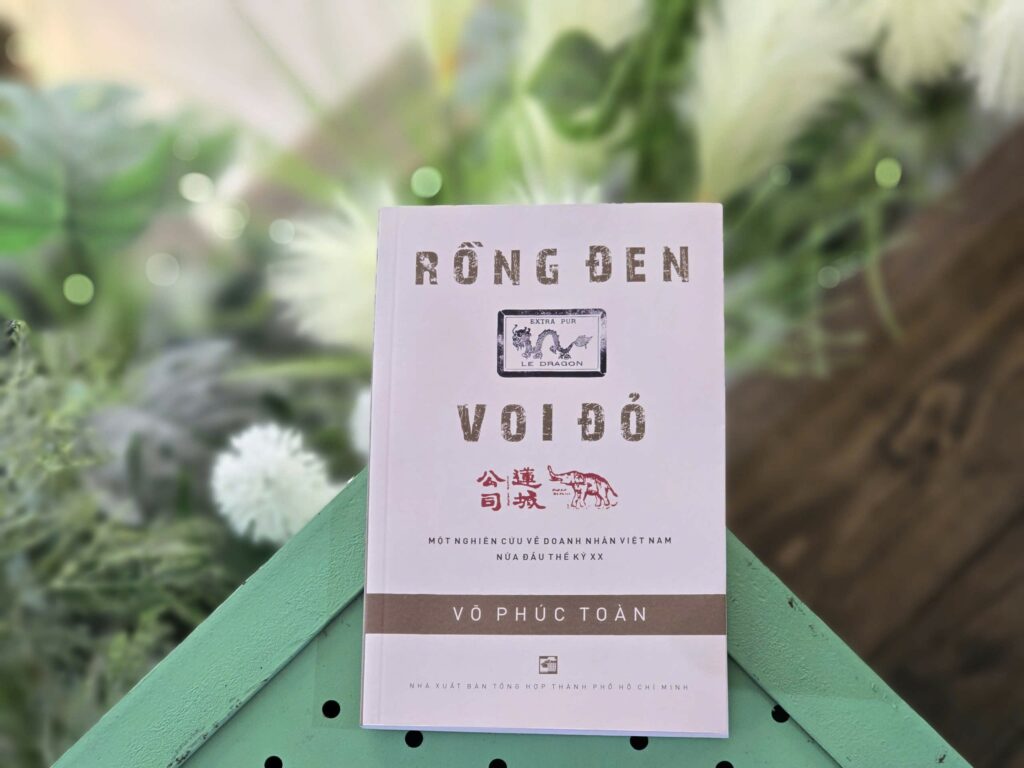 RỒNG ĐEN
EXTRA PUR
LE DRAGON
VOI ĐỎ
蓮城
公司
MỘT NGHIÊN CỨU VỀ DOANH NHÂN VIỆT NAM
NỬA ĐẦU THẾ KỶ XX
VÕ PHÚC TOÀN
NHÀ XUẤT BẢN TỔNG HỢP THÀNH PHỐ HỒ CHÍ MINH